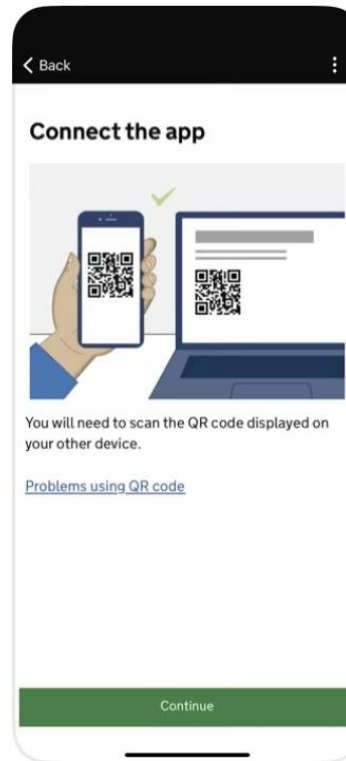 Back
Connect the app
You will need to scan the QR code displayed on
your other device.
Problems using QR code
Continue